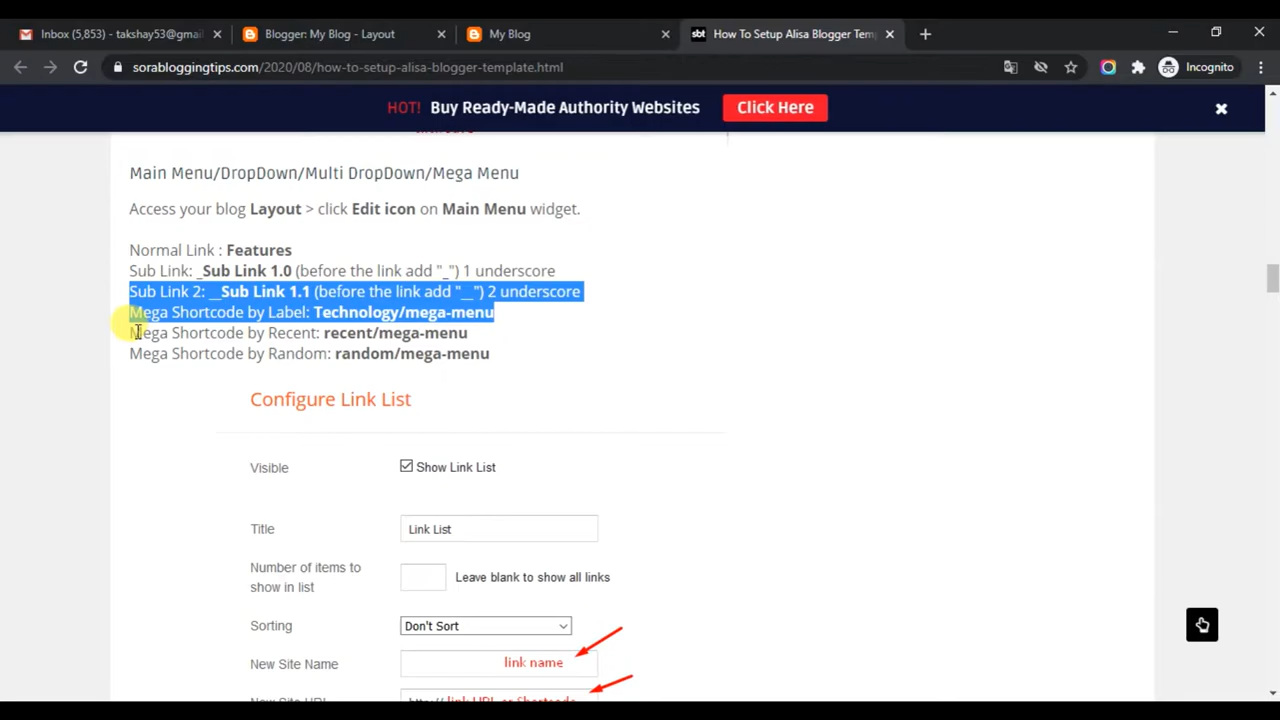 Inbox (5,853) - takshay53@gmail
Blogger: My Blog - Layout
My Blog
sbt
How To Setup Alisa Blogger Temp
sorabloggingtips.com/2020/08/how-to-setup-alisa-blogger-template.html
Incognito
HOT! Buy Ready-Made Authority Websites
Click Here
Main Menu/DropDown/Multi DropDown/Mega Menu
Access your blog Layout > click Edit icon on Main Menu widget.
Normal Link : Features
Sub Link: _Sub Link 1.0 (before the link add "_") 1 underscore
Sub Link 2: __Sub Link 1.1 (before the link add "__") 2 underscore
Mega Shortcode by Label: Technology/mega-menu
Mega Shortcode by Recent: recent/mega-menu
Mega Shortcode by Random: random/mega-menu
Configure Link List
Visible
Show Link List
Title
Link List
Number of items to
show in list
Leave blank to show all links
Sorting
Don't Sort
New Site Name
link name